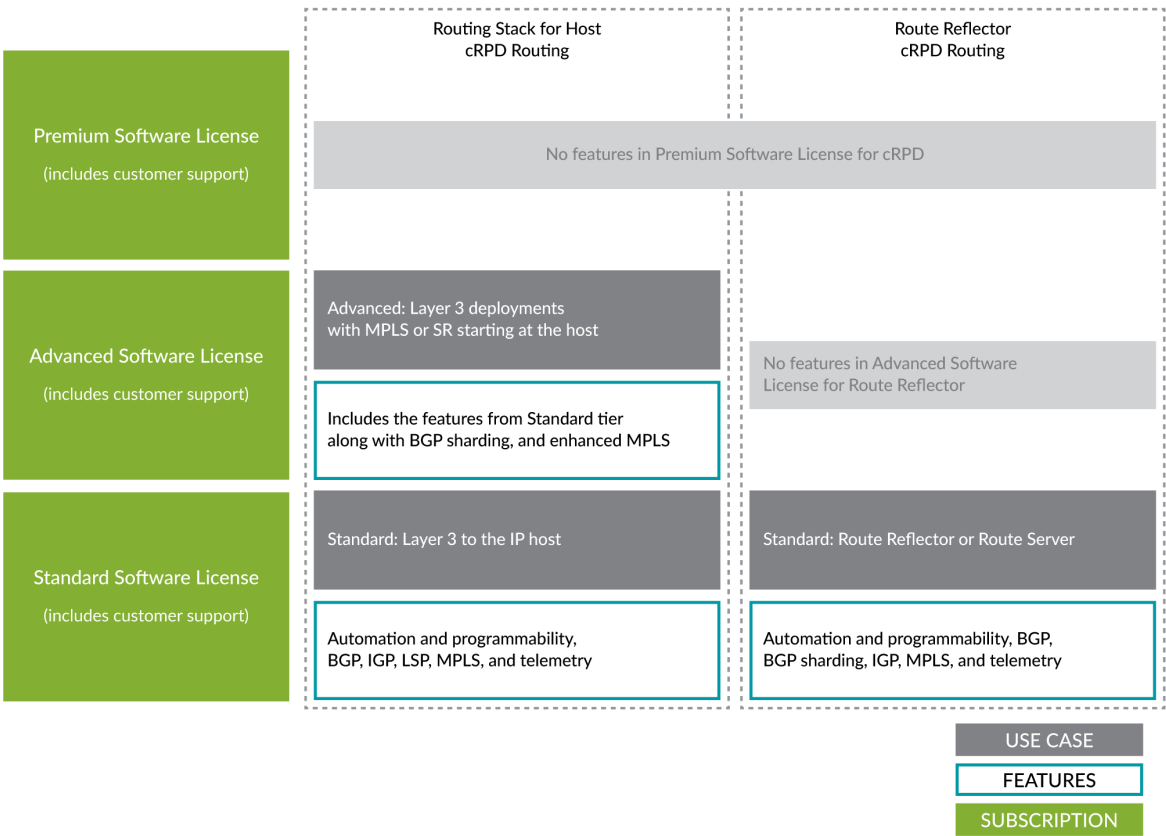 Routing Stack for Host
cRPD Routing
Route Reflector
cRPD Routing
Premium Software License
(includes customer support)
No features in Premium Software License for cRPD
Advanced Software License
(includes customer support)
Advanced: Layer 3 deployments
with MPLS or SR starting at the host
Includes the features from Standard tier
along with BGP sharding, and enhanced MPLS
No features in Advanced Software
License for Route Reflector
Standard Software License
(includes customer support)
Standard: Layer 3 to the IP host
Automation and programmability,
BGP, IGP, LSP, MPLS, and telemetry
Standard: Route Reflector or Route Server
Automation and programmability, BGP,
BGP sharding, IGP, MPLS, and telemetry
USE CASE
FEATURES
SUBSCRIPTION